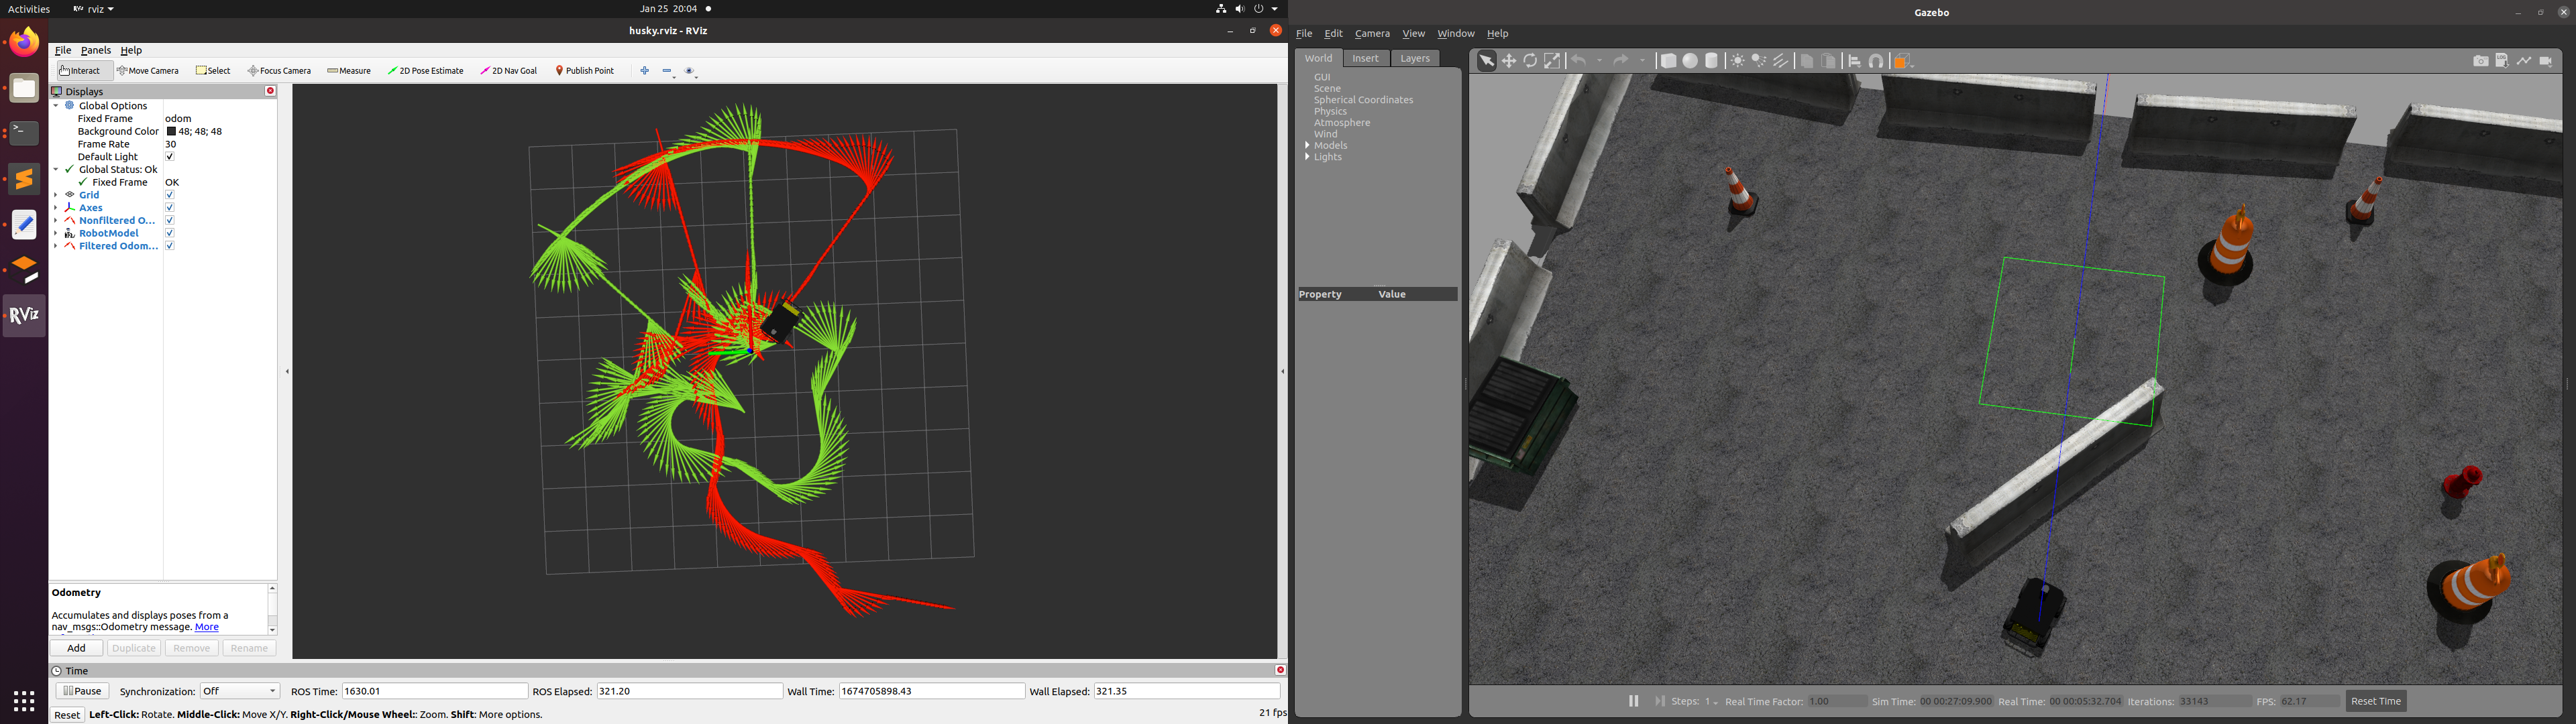 Activities
rviz
Jan 25 20:04
husky.rviz - RViz
File Panels Help
Interact Move Camera Select Focus Camera Measure 2D Pose Estimate 2D Nav Goal Publish Point
Displays
Global Options
Fixed Frame odom
Background Color 48; 48; 48
Frame Rate 30
Default Light
Global Status: Ok
Fixed Frame OK
Grid
Axes
Nonfiltered O...
RobotModel
Filtered Odom...
Odometry
Accumulates and displays poses from a
nav_msgs::Odometry message. More
Add Duplicate Remove Rename
Time
Pause Synchronization: Off ROS Time: 1630.01 ROS Elapsed: 321.20 Wall Time: 1674705898.43 Wall Elapsed: 321.35
Reset Left-Click: Rotate. Middle-Click: Move X/Y. Right-Click/Mouse Wheel:: Zoom. Shift: More options. 21 fps
RViz
Gazebo
File Edit Camera View Window Help
World Insert Layers
GUI
Scene
Spherical Coordinates
Physics
Atmosphere
Wind
Models
Lights
Property Value
Steps: 1 Real Time Factor: 1.00 Sim Time: 00 00:27:09.900 Real Time: 00 00:05:32.704 Iterations: 33143 FPS: 62.17 Reset Time